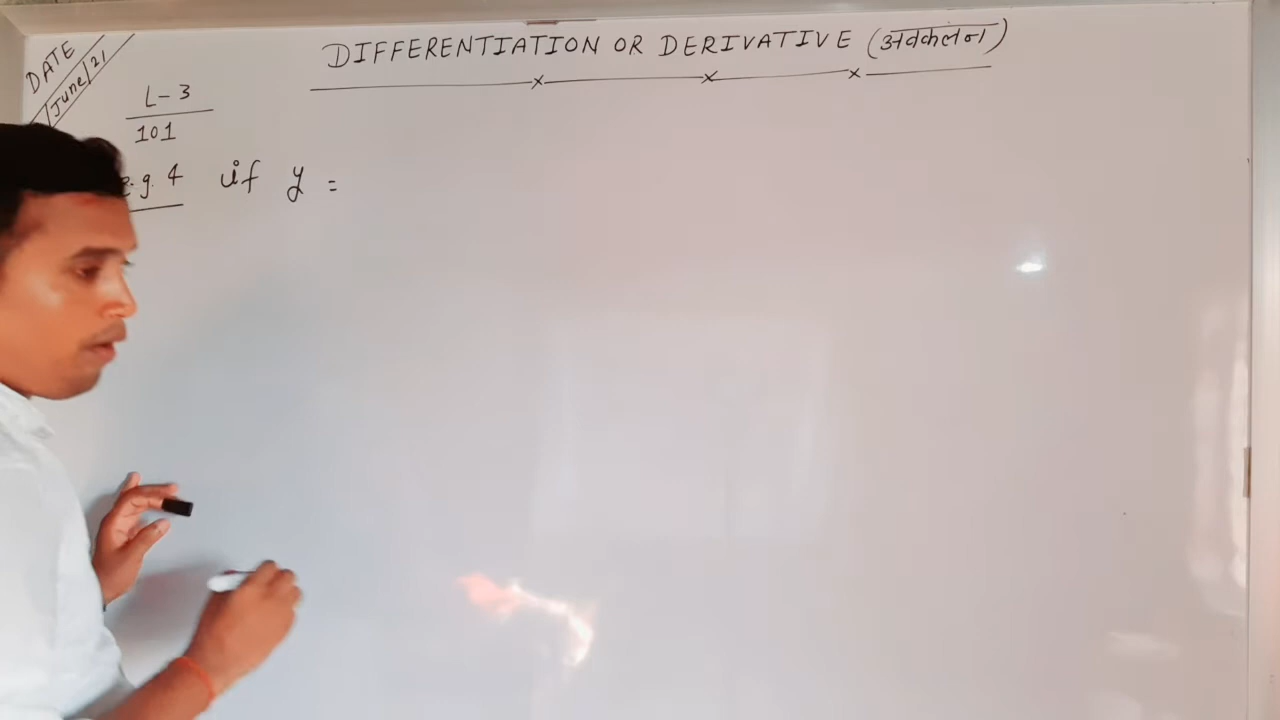 DATE
/June/21
DIFFERENTIATION OR DERIVATIVE (अवकलन)
L-3
101
e.g. 4 if y =